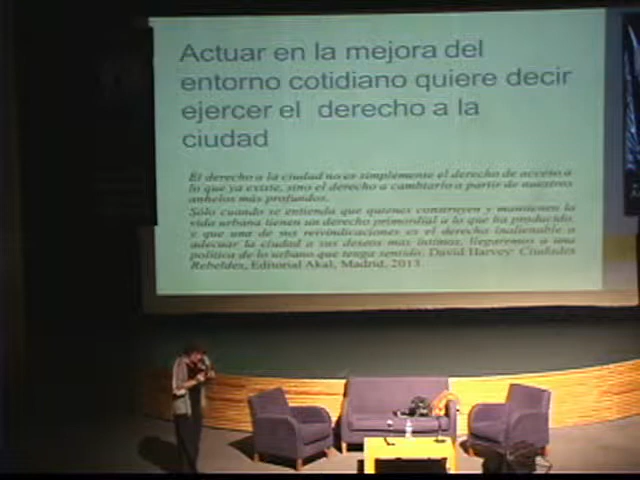 Actuar en la mejora del
entorno cotidiano quiere decir
ejercer el derecho a la
ciudad
El derecho a la ciudad no es simplemente el derecho de acceso a
lo que ya existe, sino el derecho a cambiarlo a partir de nuestros
anhelos más profundos.
Sólo cuando se entienda que quienes construyen y mantienen la
vida urbana tienen un derecho primordial a lo que ha producido,
y que una de sus reivindicaciones es el derecho inalienable a
adecuar la ciudad a sus deseos mas íntimos, llegaremos a una
política de lo urbano que tenga sentido. David Harvey: Ciudades
Rebeldes, Editorial Akal, Madrid, 2013